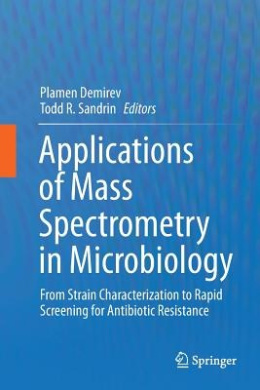 Plamen Demirev
Todd R. Sandrin Editors
Applications
of Mass
Spectrometry
in Microbiology
From Strain Characterization to Rapid
Screening for Antibiotic Resistance
Springer